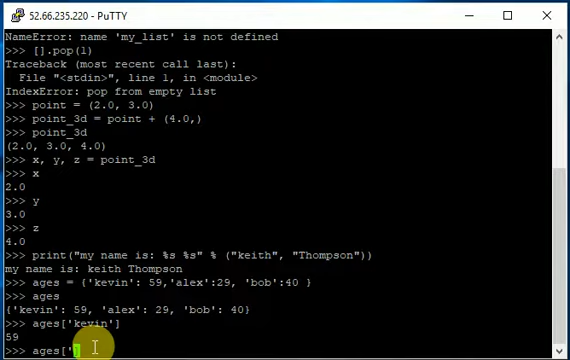 52.66.235.220 - PuTTY
NameError: name 'my_list' is not defined
>>> [].pop(1)
Traceback (most recent call last):
  File "<stdin>", line 1, in <module>
IndexError: pop from empty list
>>> point = (2.0, 3.0)
>>> point_3d = point + (4.0,)
>>> point_3d
(2.0, 3.0, 4.0)
>>> x, y, z = point_3d
>>> x
2.0
>>> y
3.0
>>> z
4.0
>>> print("my name is: %s %s" % ("keith", "Thompson"))
my name is: keith Thompson
>>> ages = {'kevin': 59,'alex':29, 'bob':40 }
>>> ages
{'kevin': 59, 'alex': 29, 'bob': 40}
>>> ages['kevin']
59
>>> ages[']